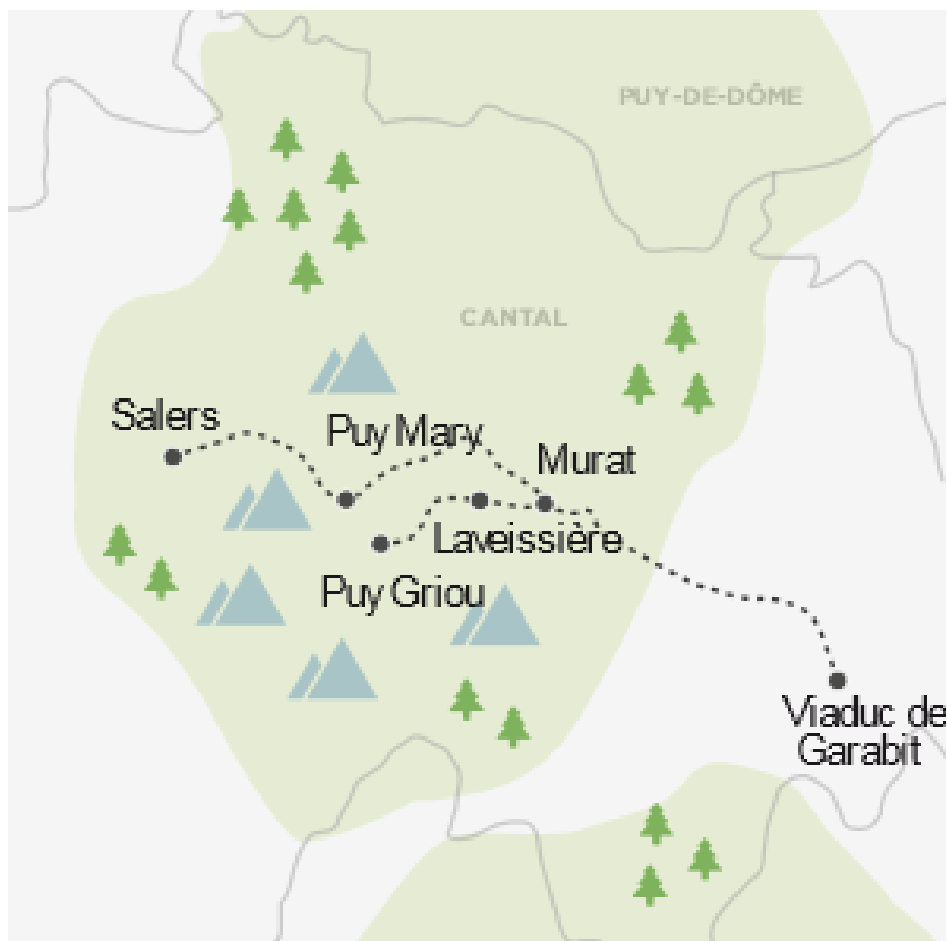 PUY-DE-DÔME
CANTAL
Salers
Puy Mary
Murat
Laveissière
Puy Griou
Viaduc de
Garabit